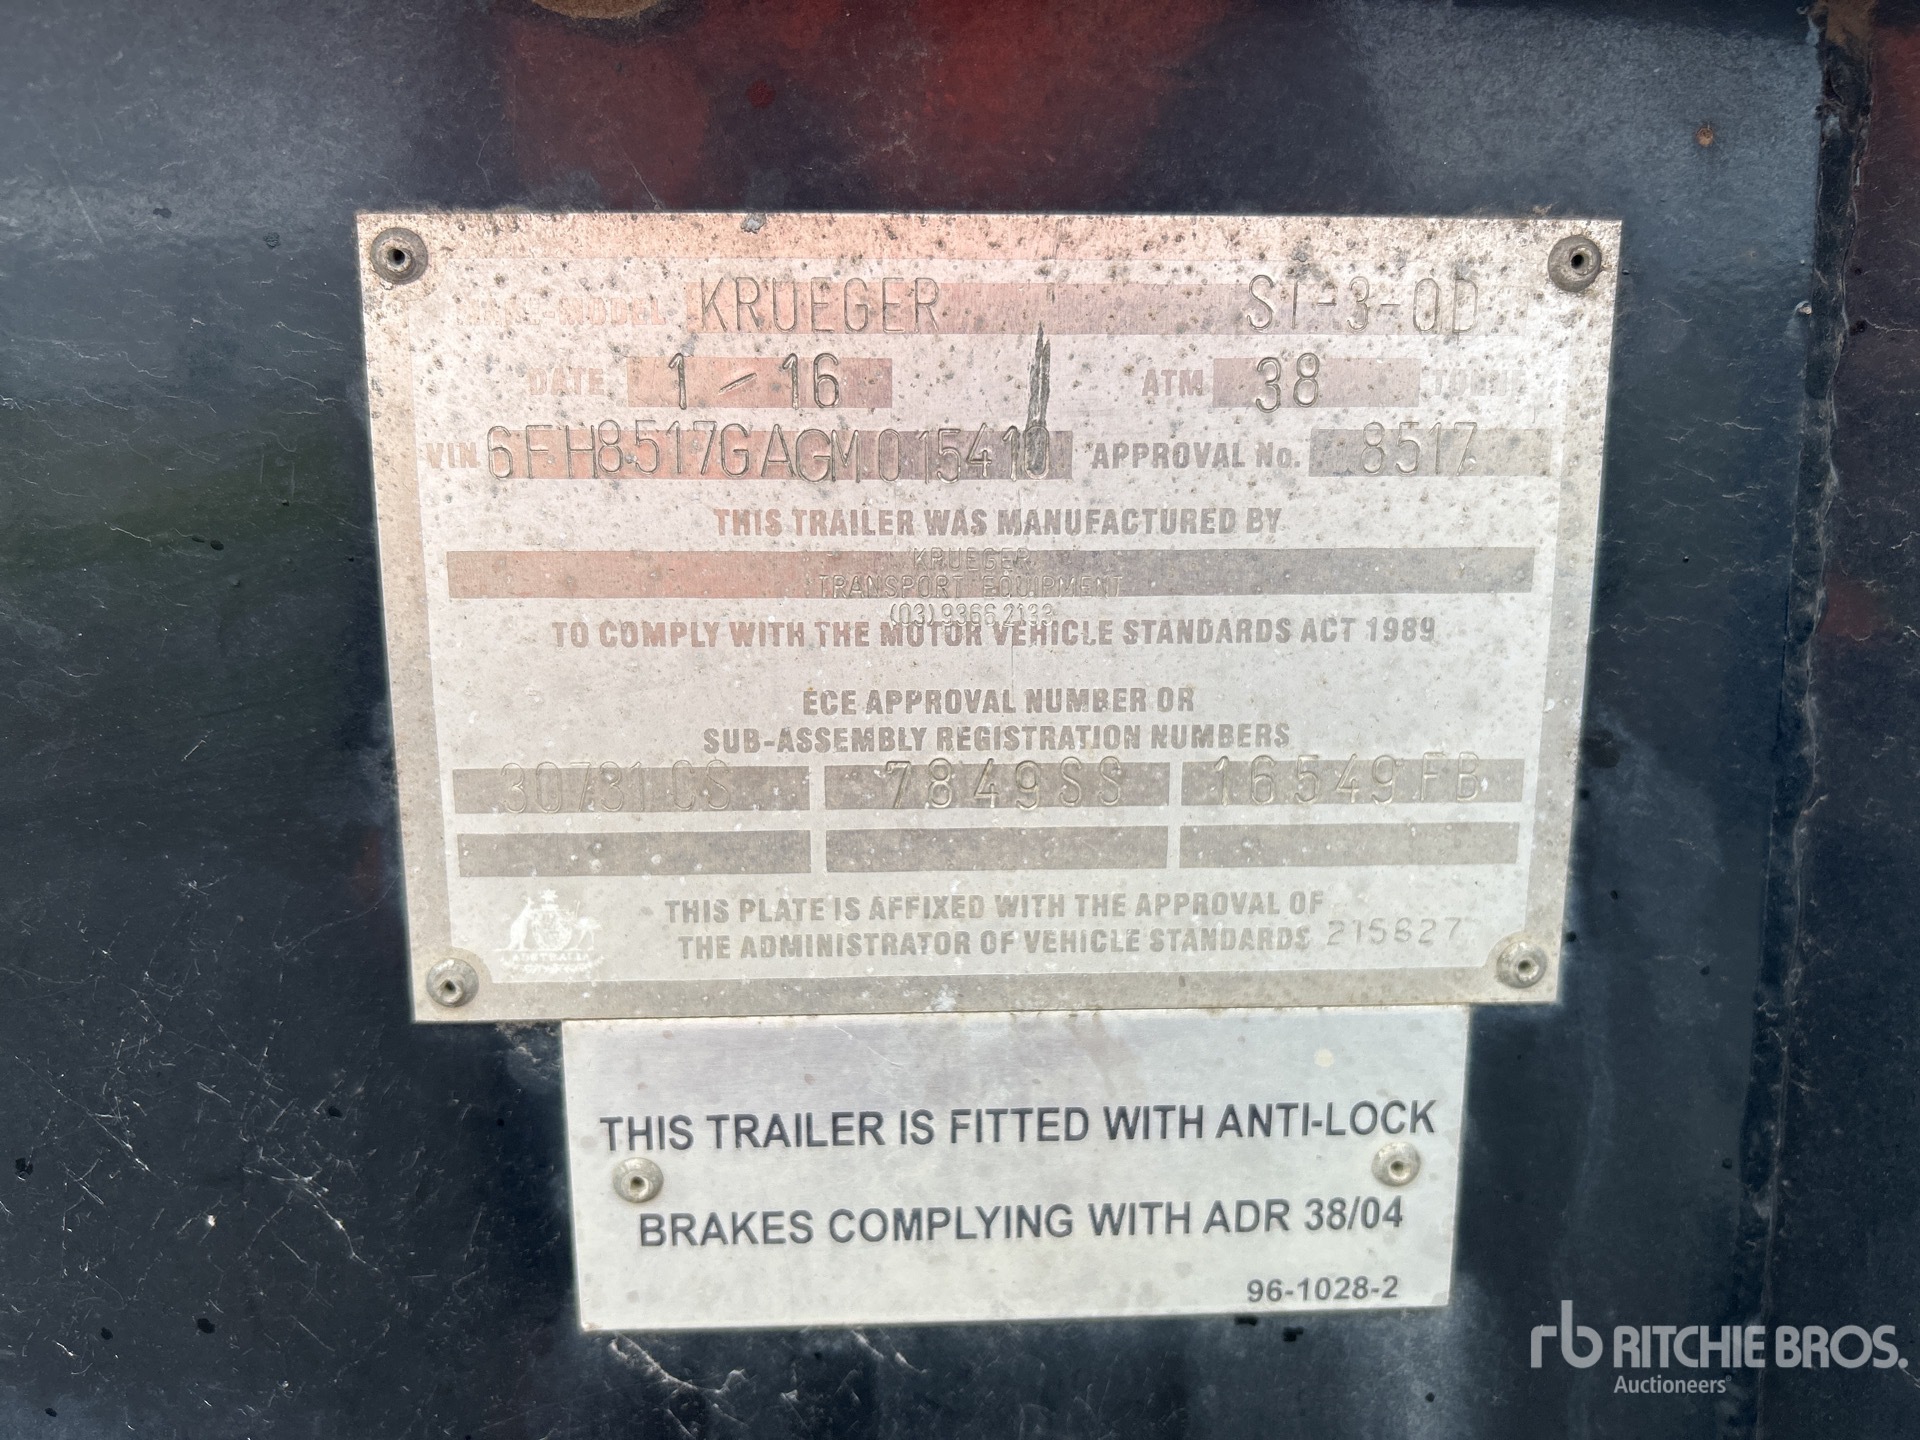 MAKE-MODEL KRUEGER ST-3-OD
DATE 1-16 ATM 38 TONNE
VIN 6FH8517GAGM015410 APPROVAL No. 8517
THIS TRAILER WAS MANUFACTURED BY
KRUEGER
TRANSPORT EQUIPMENT
(03) 9366 2133
TO COMPLY WITH THE MOTOR VEHICLE STANDARDS ACT 1989
ECE APPROVAL NUMBER OR
SUB-ASSEMBLY REGISTRATION NUMBERS
30731CS 7849SS 16549FB
AUSTRALIA
THIS PLATE IS AFFIXED WITH THE APPROVAL OF
THE ADMINISTRATOR OF VEHICLE STANDARDS 215827
THIS TRAILER IS FITTED WITH ANTI-LOCK
BRAKES COMPLYING WITH ADR 38/04
96-1028-2
rb RITCHIE BROS.
Auctioneers